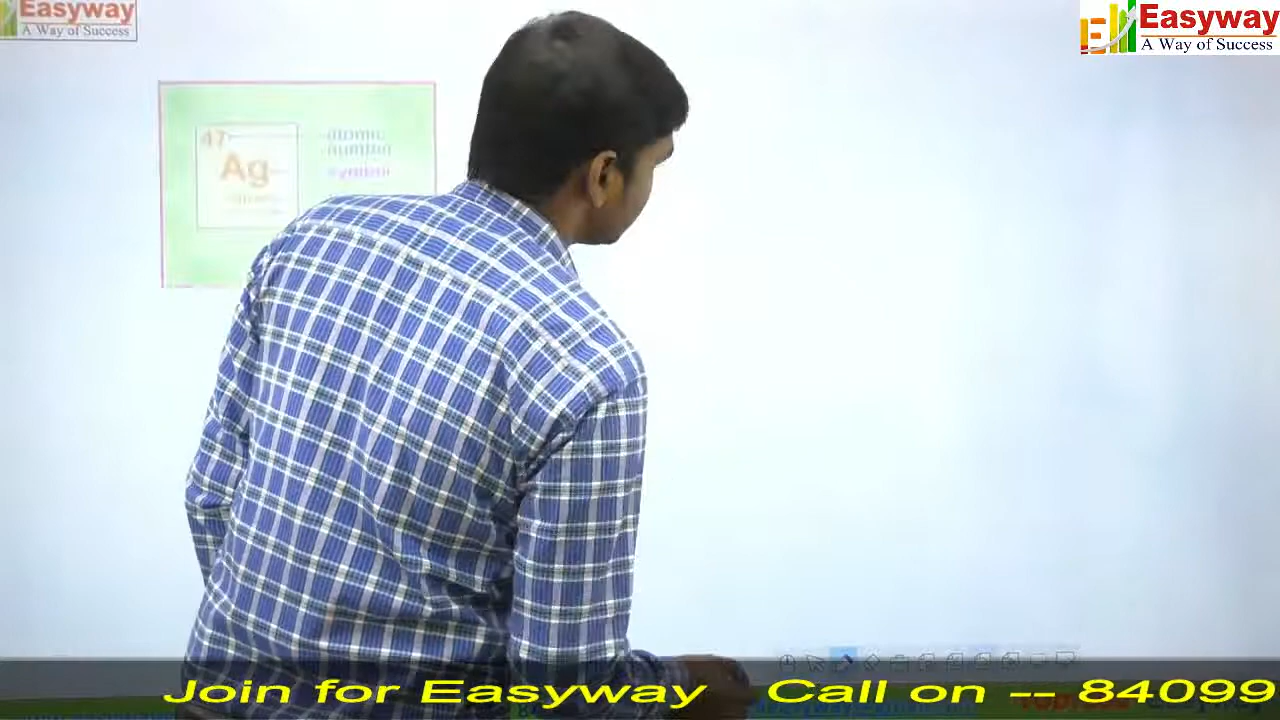 Easyway
A Way of Success
Easyway
A Way of Success
47
atomic
number
Ag
symbol
Join for Easyway Call on -- 84099